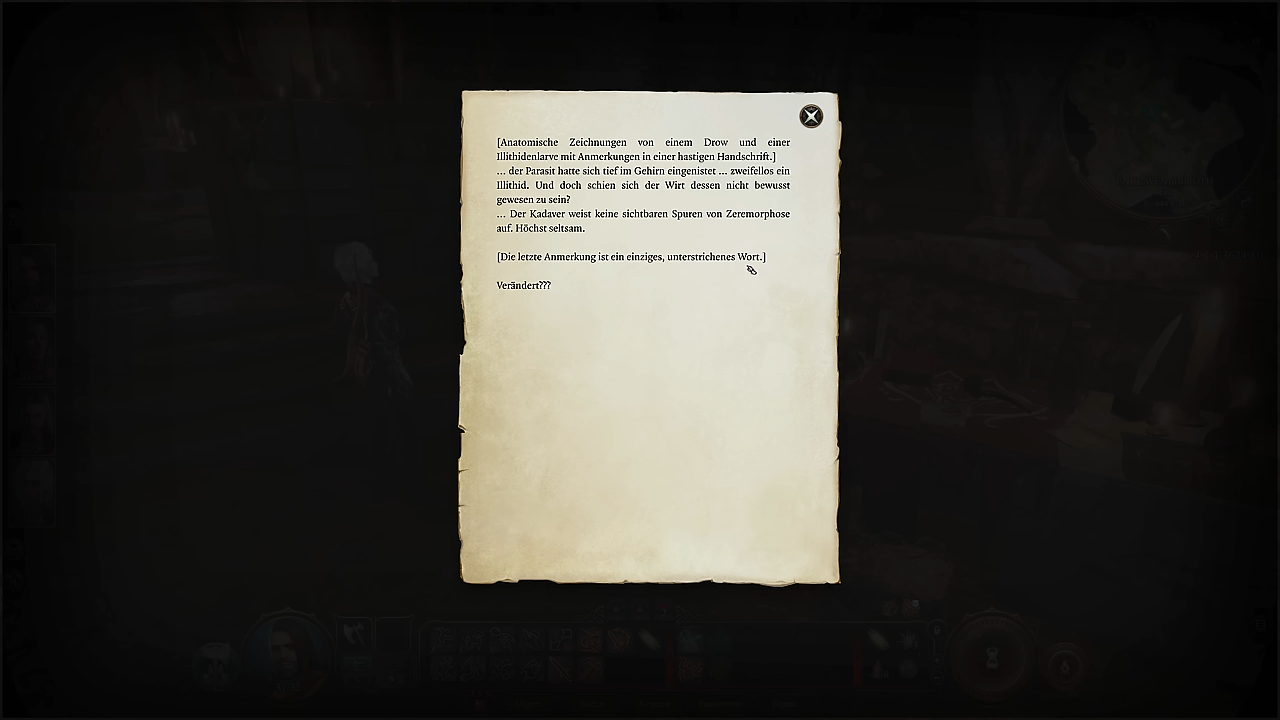 [Anatomische Zeichnungen von einem Drow und einer
Illithidenlarve mit Anmerkungen in einer hastigen Handschrift.]
... der Parasit hatte sich tief im Gehirn eingenistet ... zweifellos ein
Illithid. Und doch schien sich der Wirt dessen nicht bewusst
gewesen zu sein?
... Der Kadaver weist keine sichtbaren Spuren von Zeremorphose
auf. Höchst seltsam.
[Die letzte Anmerkung ist ein einziges, unterstrichenes Wort.]
Verändert???